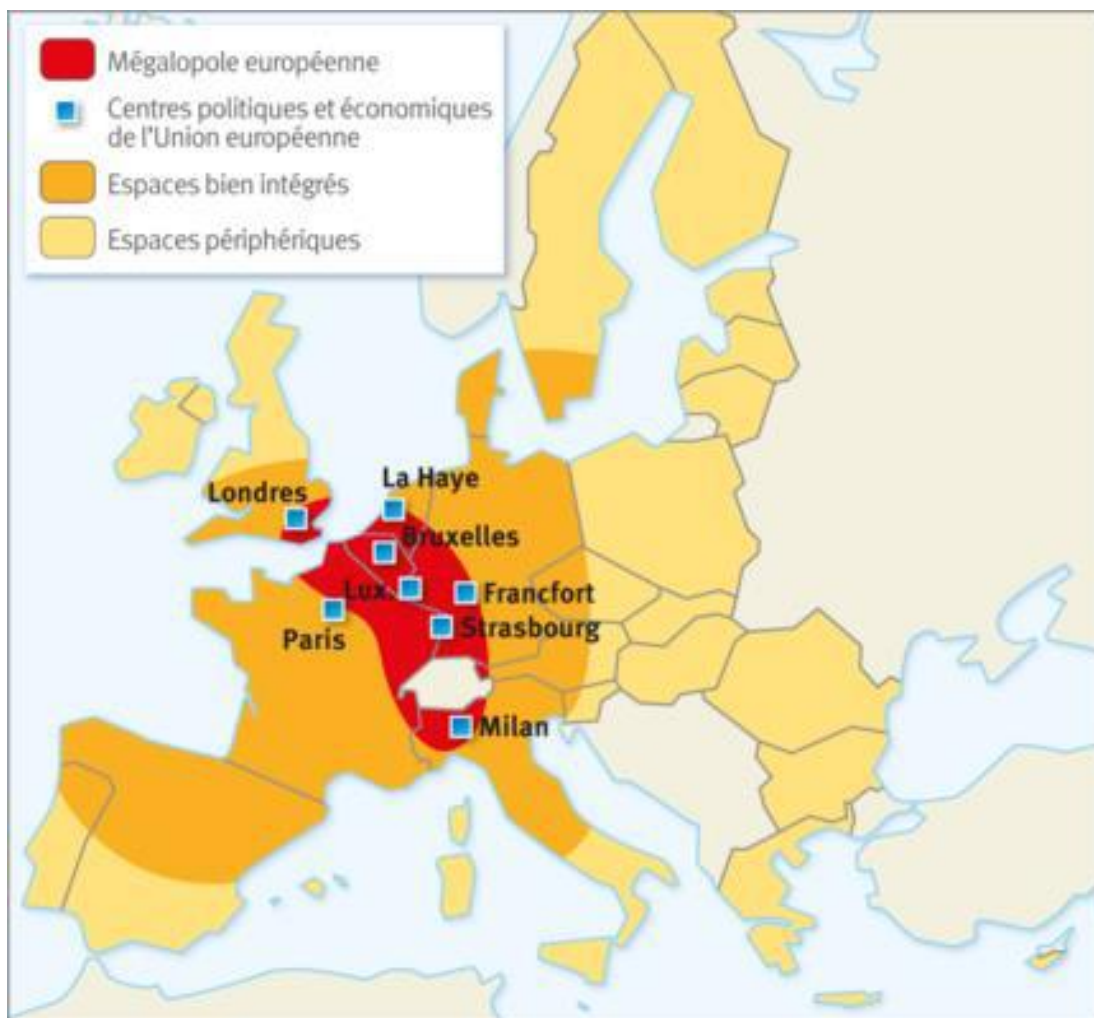 Mégalopole européenne
Centres politiques et économiques
de l'Union européenne
Espaces bien intégrés
Espaces périphériques
La Haye
Londres
Bruxelles
Lux.
Francfort
Paris
Strasbourg
Milan